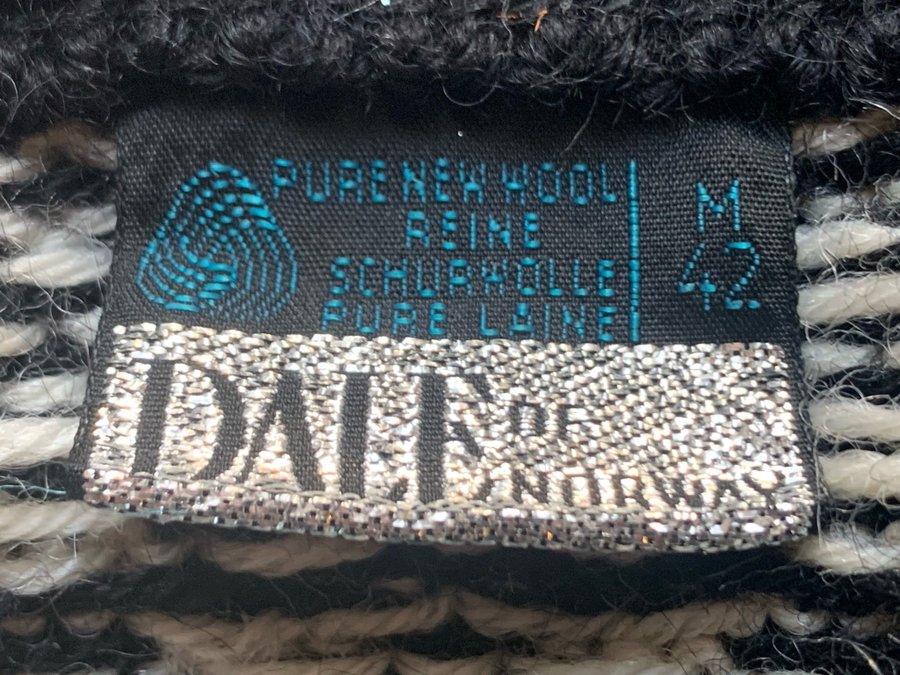 PURE NEW WOOL
REINE
SCHURWOLLE
PURE LAINE
M
42
DALE OF
NORWAY